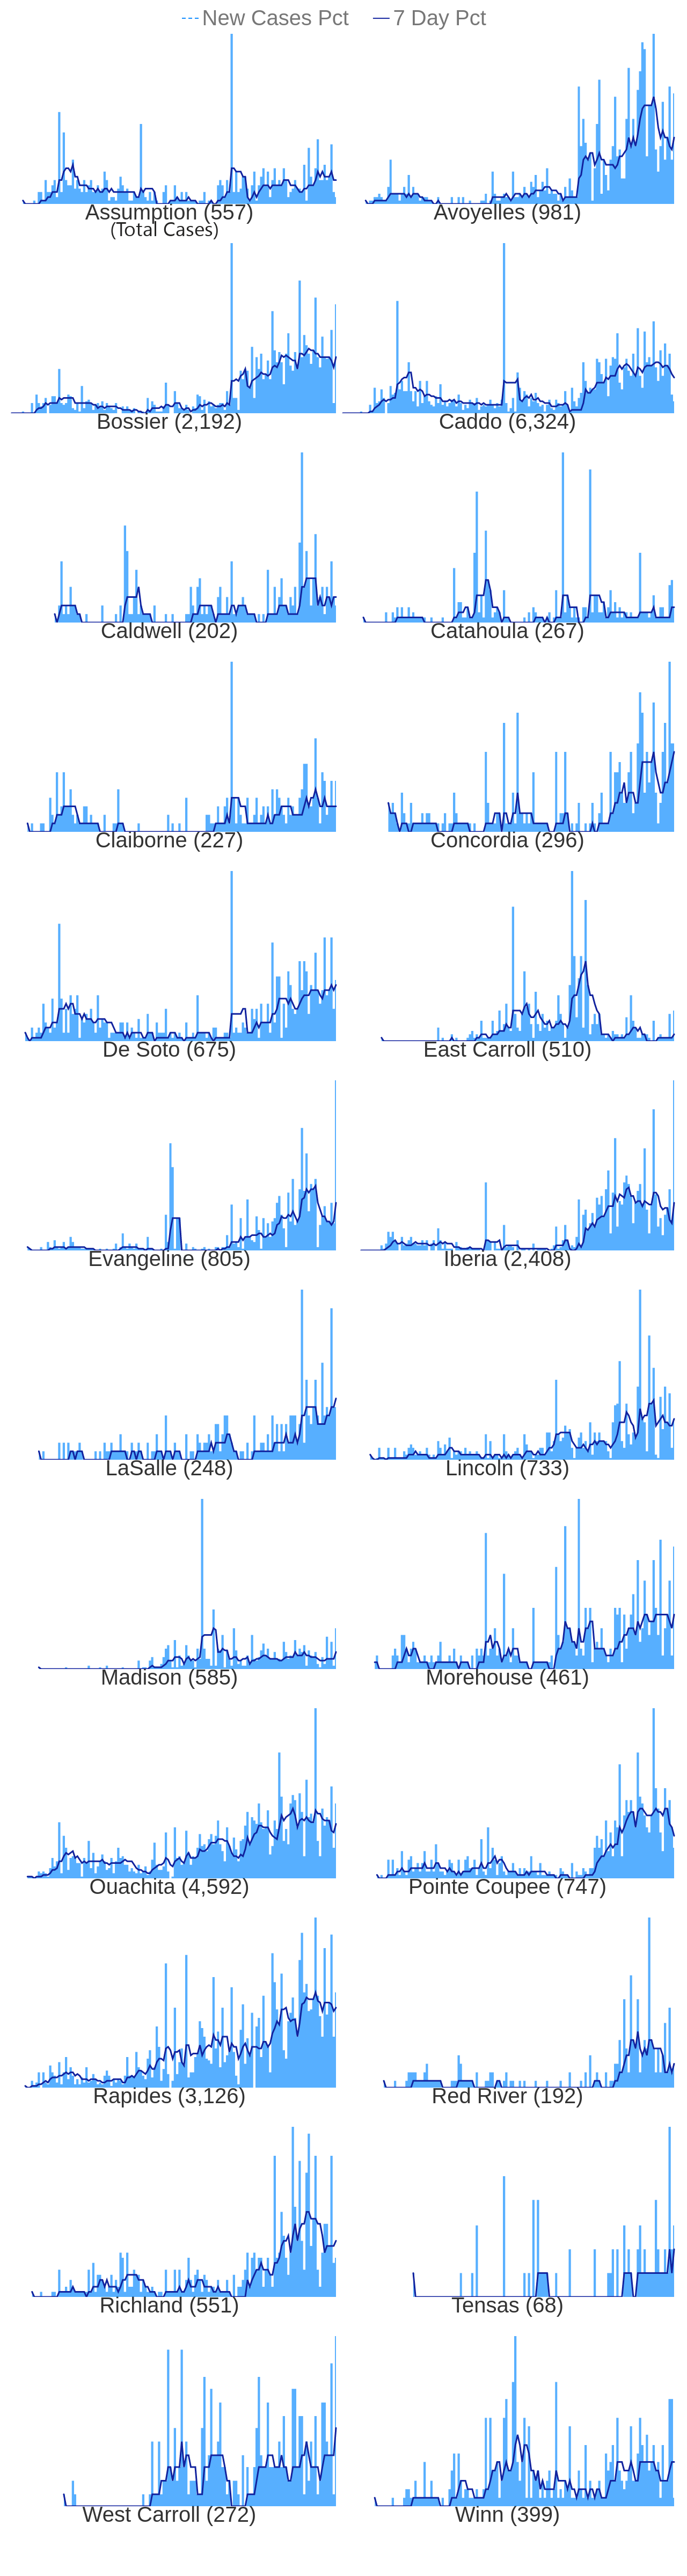 New Cases Pct 7 Day Pct
Assumption (557) Avoyelles (981)
(Total Cases)
Bossier (2,192) Caddo (6,324)
Caldwell (202) Catahoula (267)
Claiborne (227) Concordia (296)
De Soto (675) East Carroll (510)
Evangeline (805) Iberia (2,408)
LaSalle (248) Lincoln (733)
Madison (585) Morehouse (461)
Ouachita (4,592) Pointe Coupee (747)
Rapides (3,126) Red River (192)
Richland (551) Tensas (68)
West Carroll (272) Winn (399)